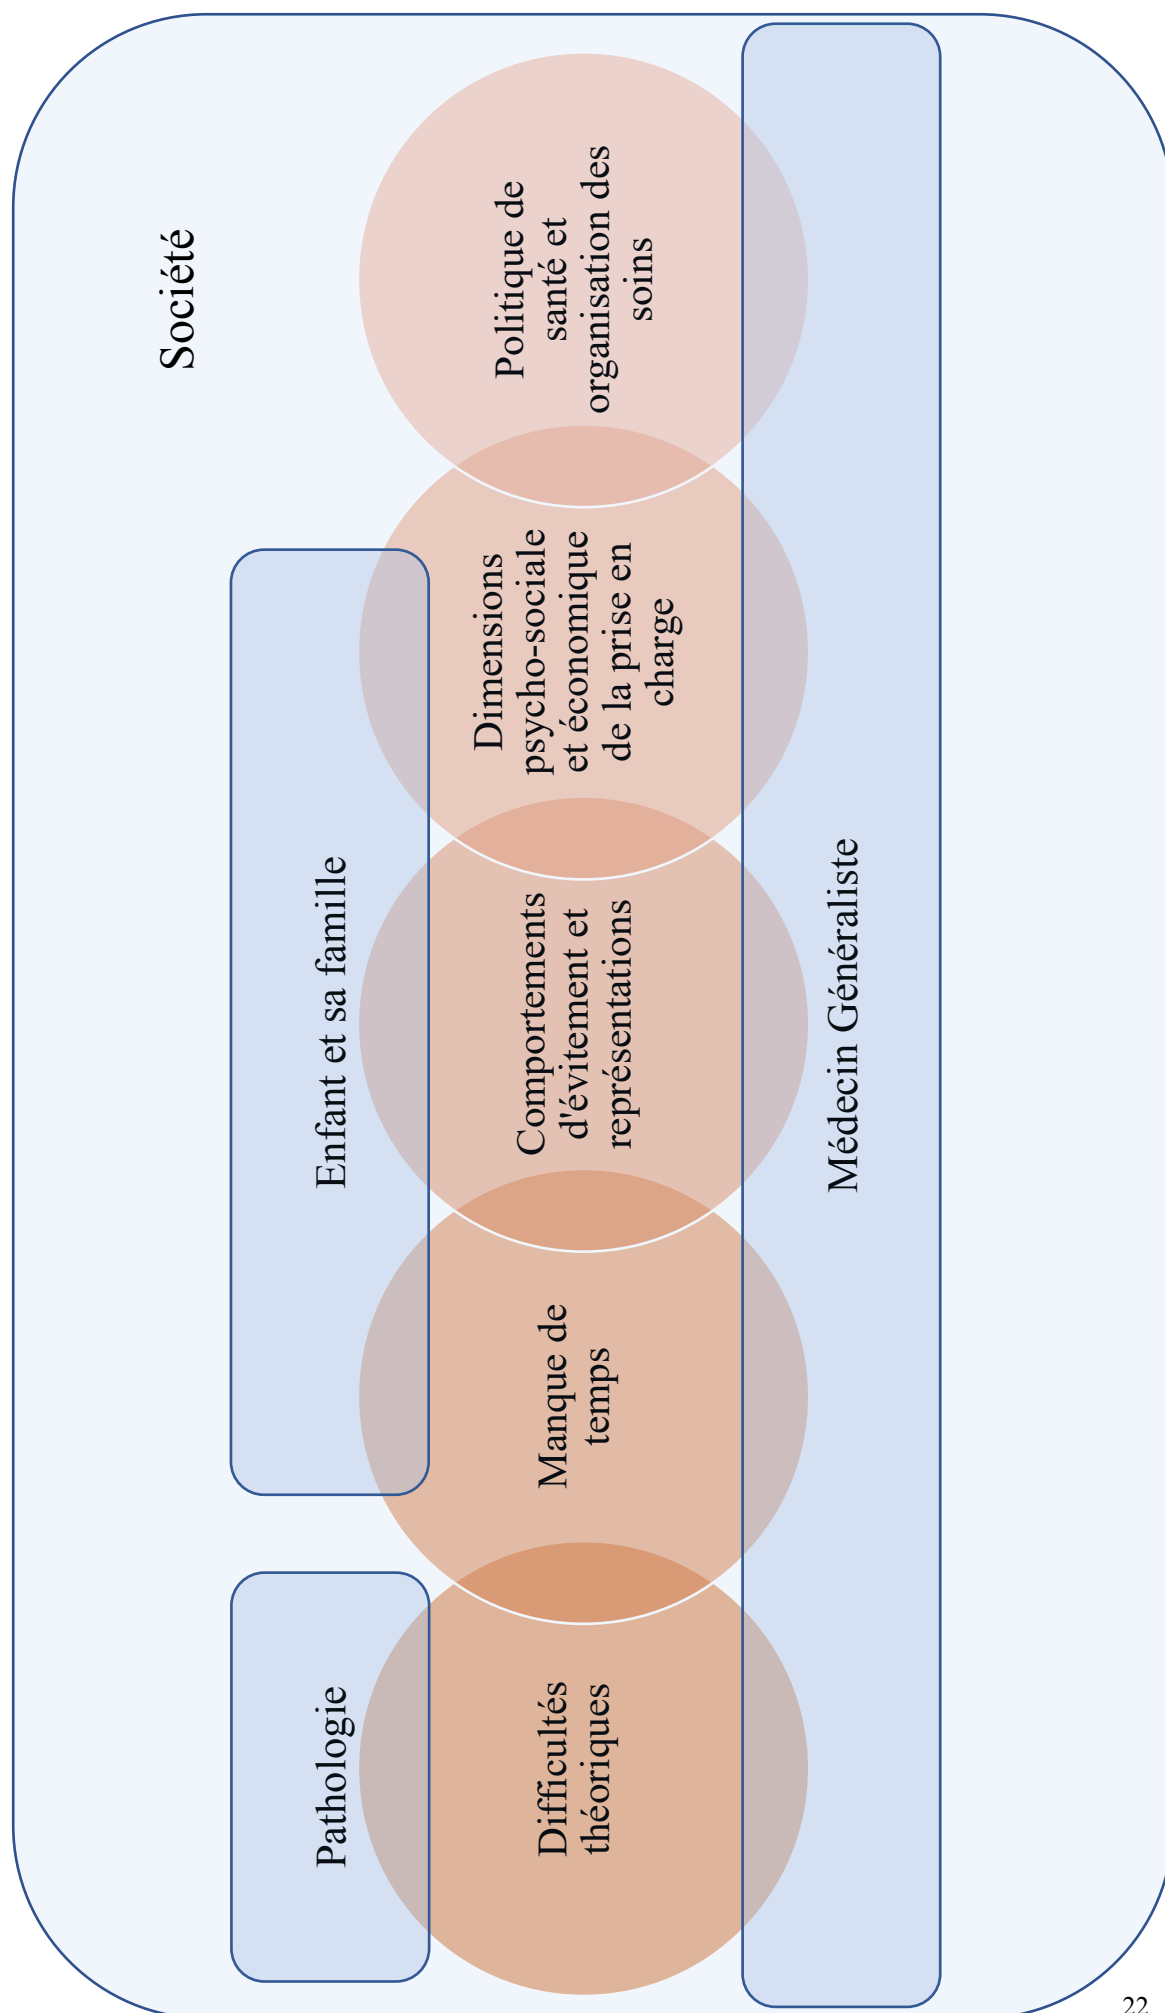 Société
Pathologie
Enfant et sa famille
Difficultés
théoriques
Manque de
temps
Comportements
d'évitement et
représentations
Dimensions
psycho-sociale
et économique
de la prise en
charge
Politique de
santé et
organisation des
soins
Médecin Généraliste
22